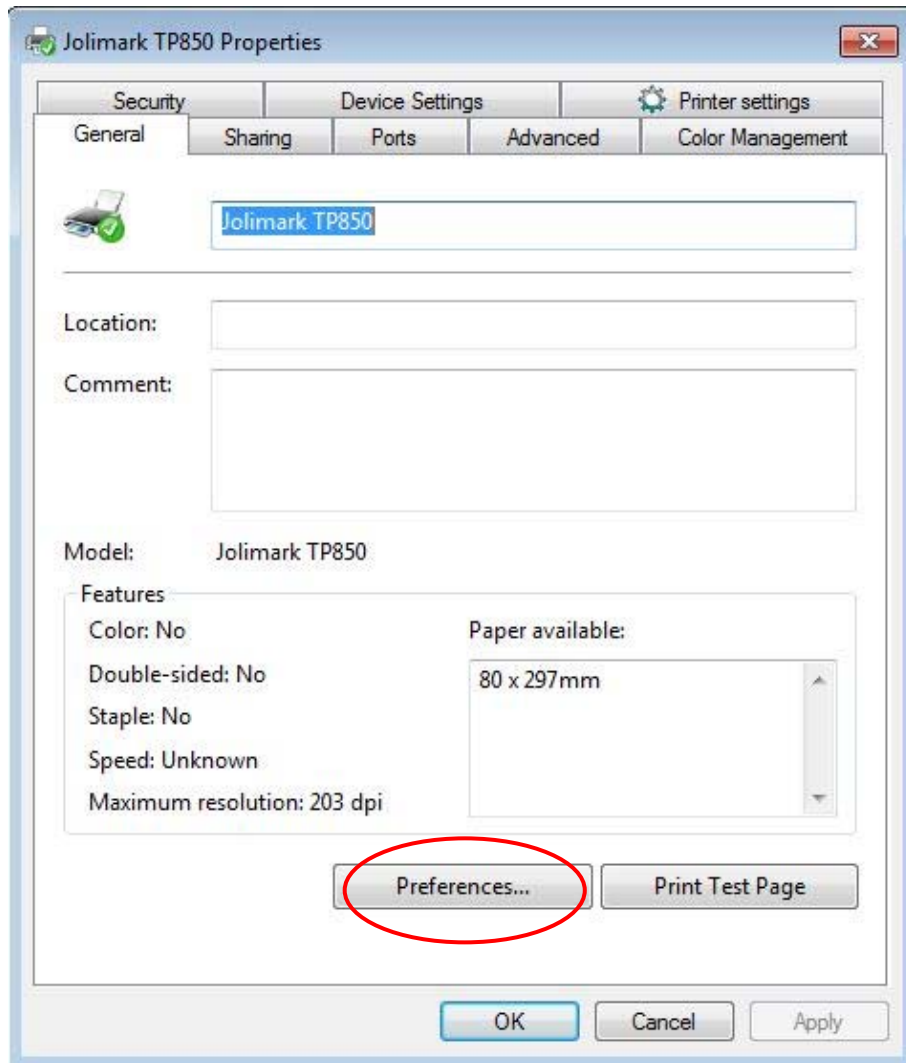 Jolimark TP850 Properties
Security Device Settings Printer settings
General Sharing Ports Advanced Color Management
Jolimark TP850
Location:
Comment:
Model: Jolimark TP850
Features
Color: No Paper available:
Double-sided: No 80 x 297mm
Staple: No
Speed: Unknown
Maximum resolution: 203 dpi
Preferences... Print Test Page
OK Cancel Apply